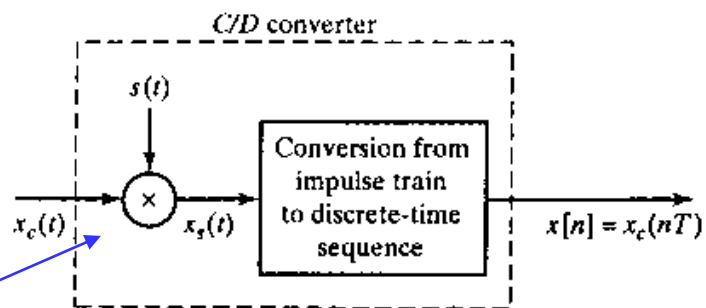 C/D converter
s(t)
×
Conversion from
impulse train
to discrete-time
sequence
x_c(t)
x_s(t)
x[n] = x_c(nT)